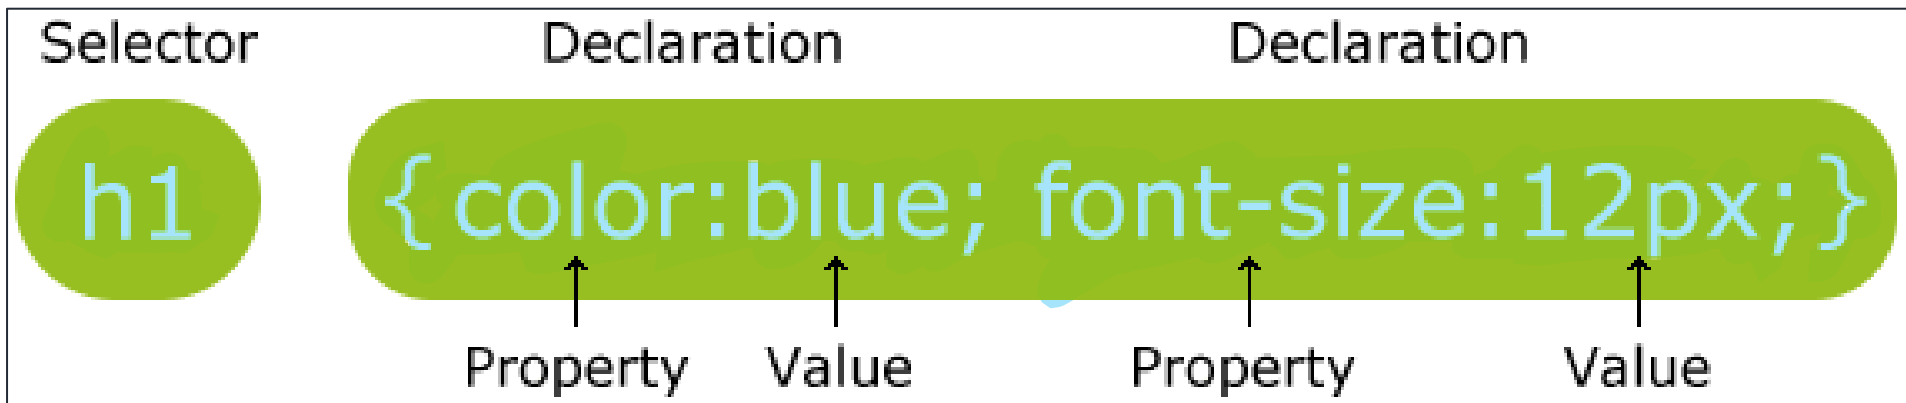 Selector Declaration Declaration
h1 {color:blue; font-size:12px;}
Property Value Property Value